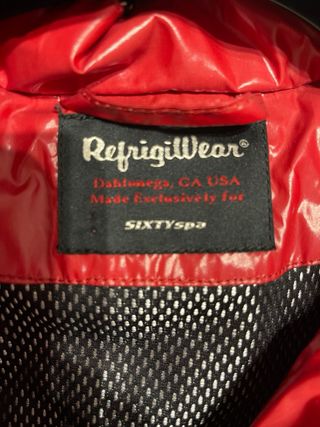 RefrigiWear®
Dahlonega, GA USA
Made Exclusively for
SIXTYspa